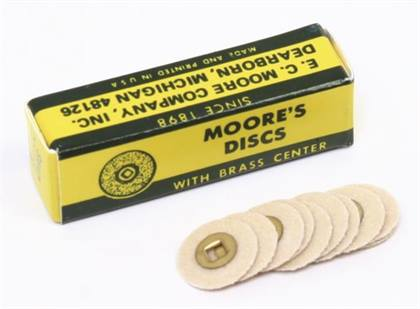 E. C. MOORE COMPANY, INC.
DEARBORN, MICHIGAN 48126
MADE AND PRINTED IN U.S.A
SINCE 1898
MOORE'S
DISCS
WITH BRASS CENTER